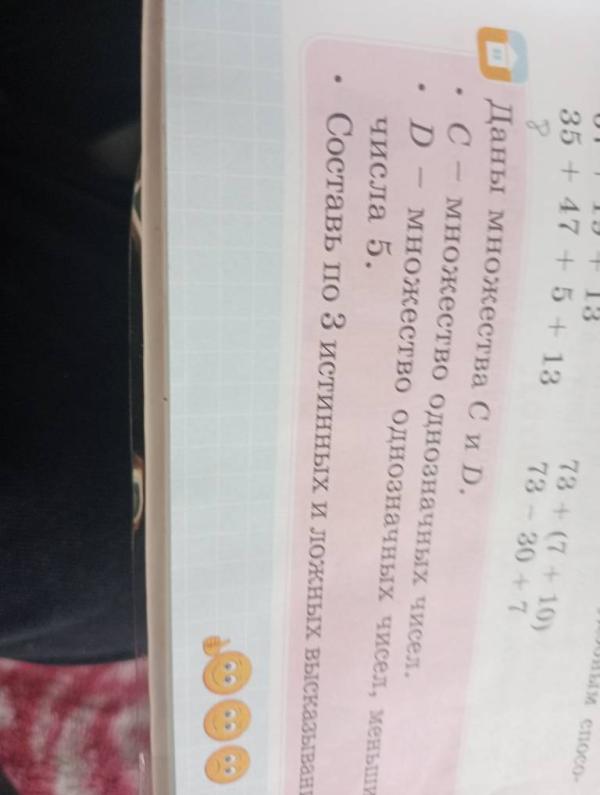 35 + 47 + 5 + 13
73 + (7 + 10)
73 − 30 + 7
Даны множества C и D.
• C − множество однозначных чисел.
• D − множество однозначных чисел,
числа 5.
• Составь по 3 истинных и ложных